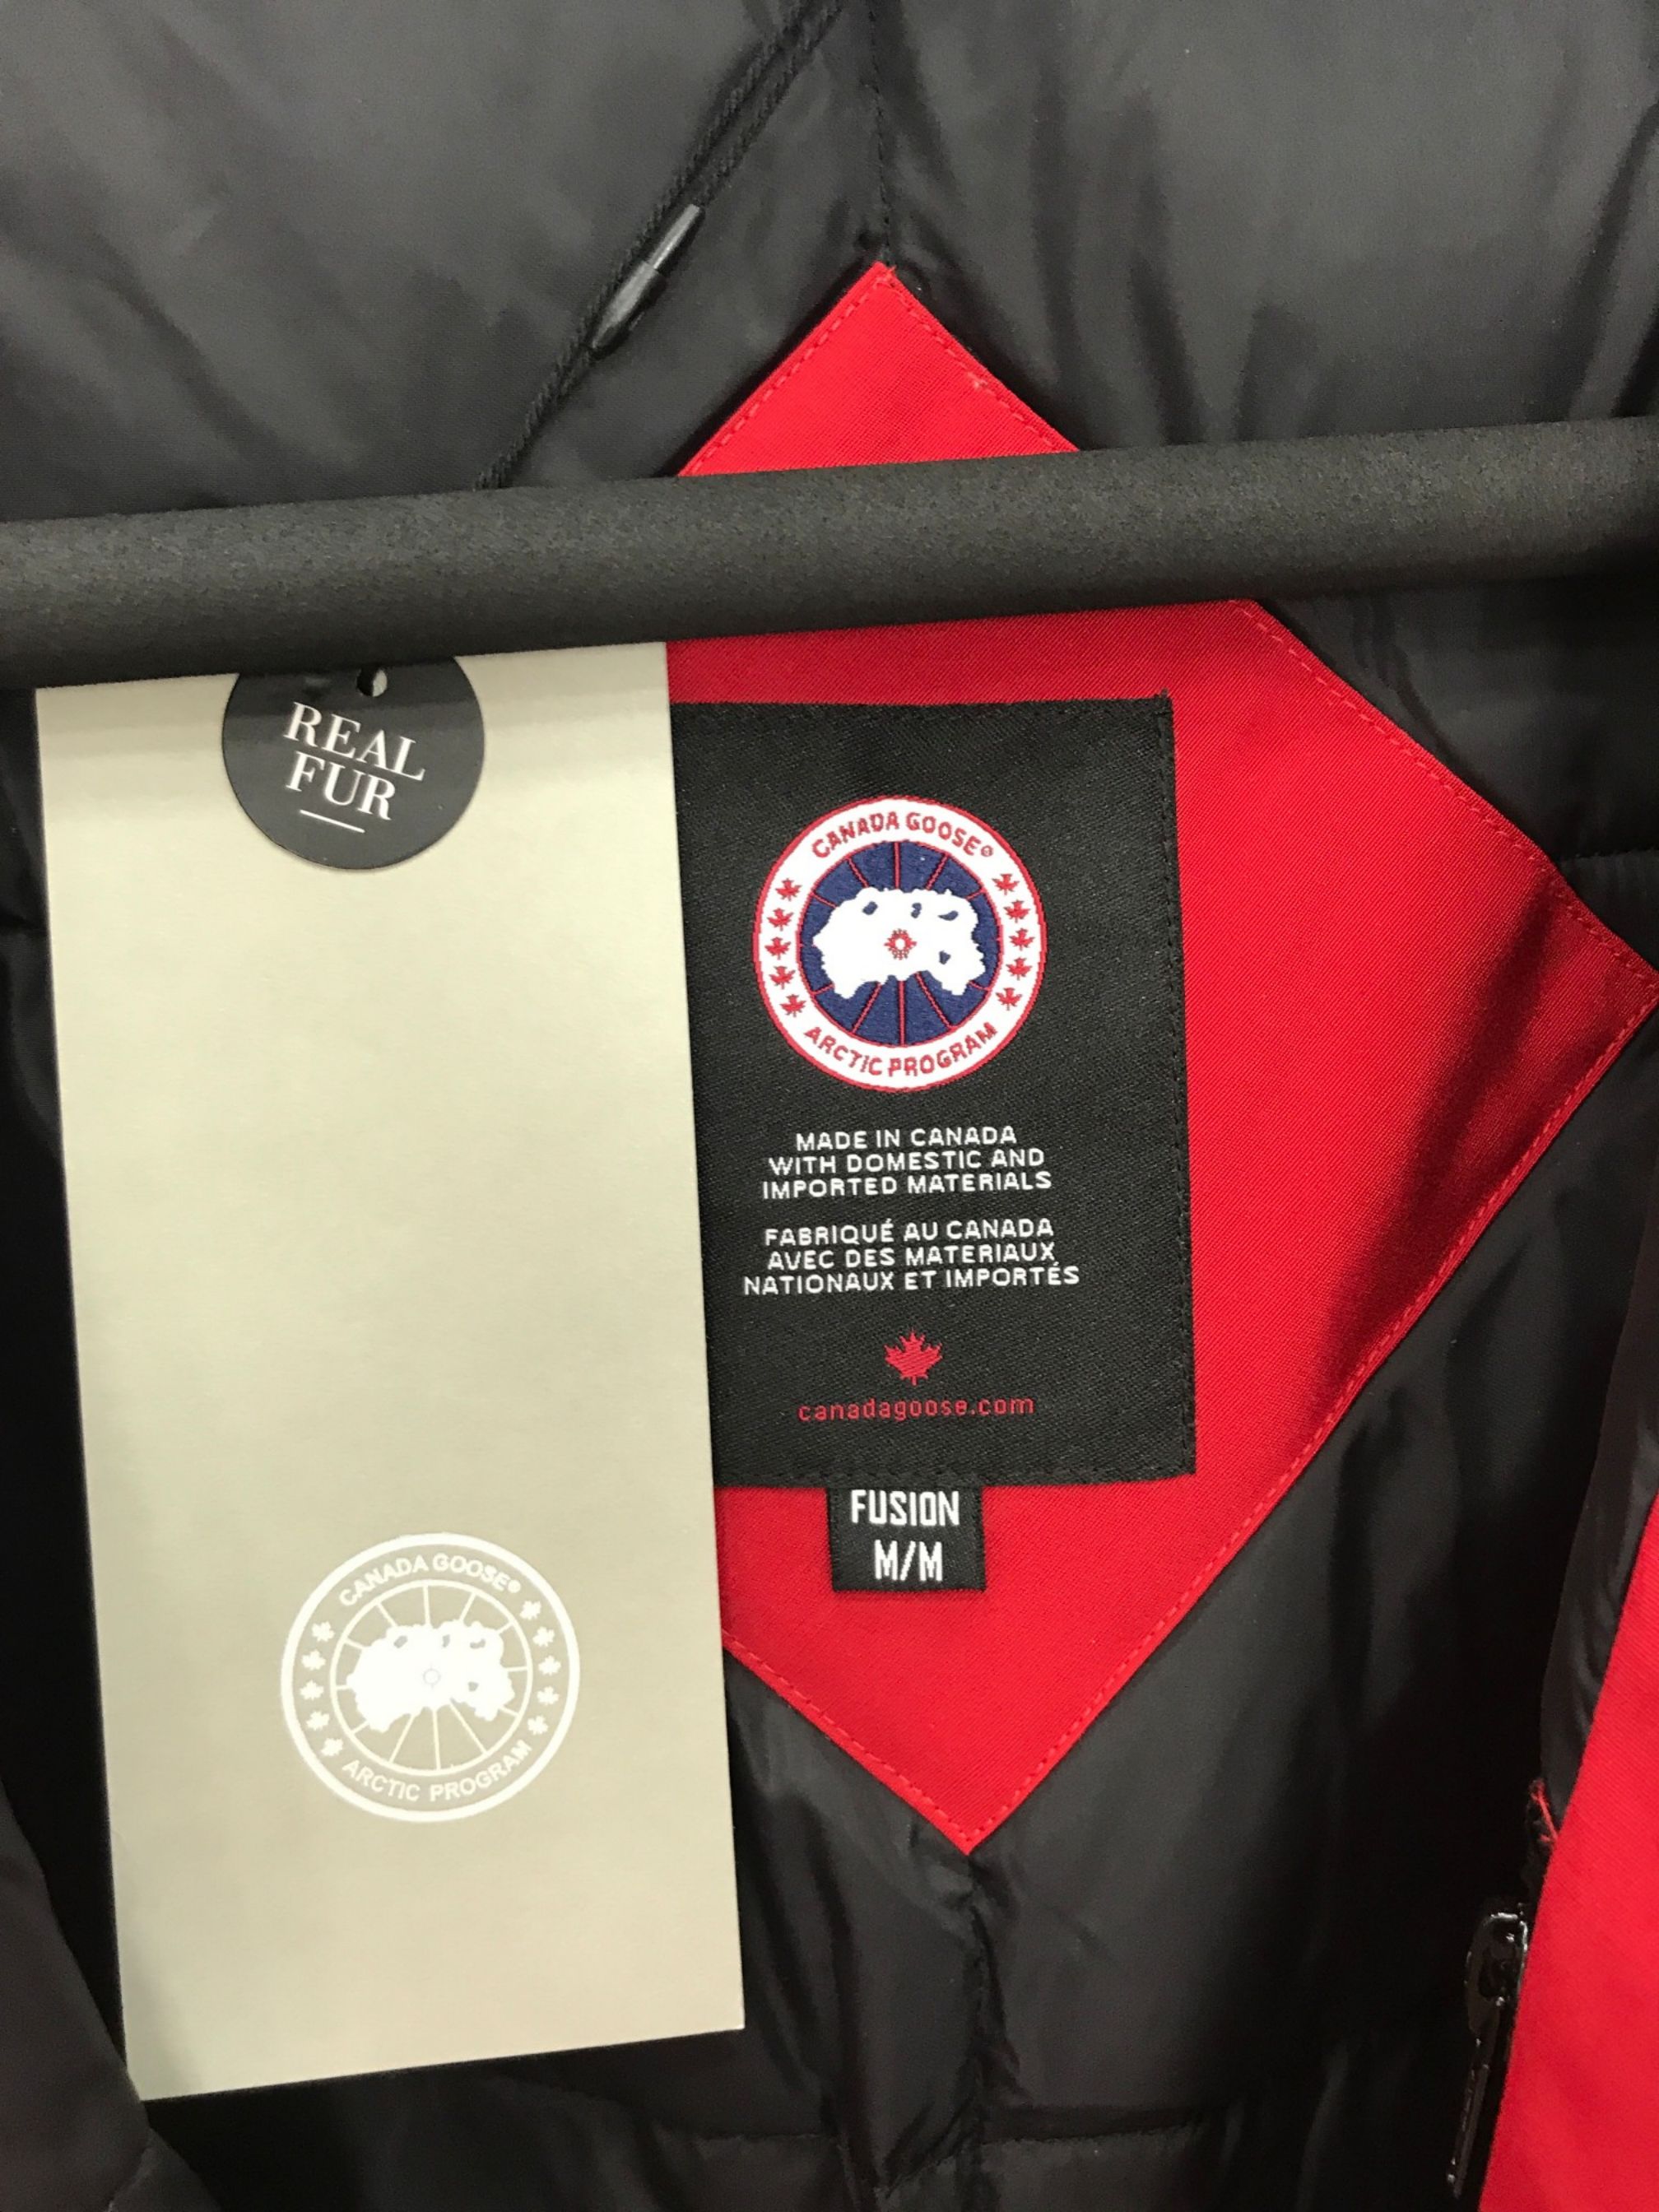 REAL
FUR
CANADA GOOSE®
ARCTIC PROGRAM
MADE IN CANADA
WITH DOMESTIC AND
IMPORTED MATERIALS
FABRIQUÉ AU CANADA
AVEC DES MATERIAUX
NATIONAUX ET IMPORTÉS
canadagoose.com
FUSION
M/M
CANADA GOOSE®
ARCTIC PROGRAM